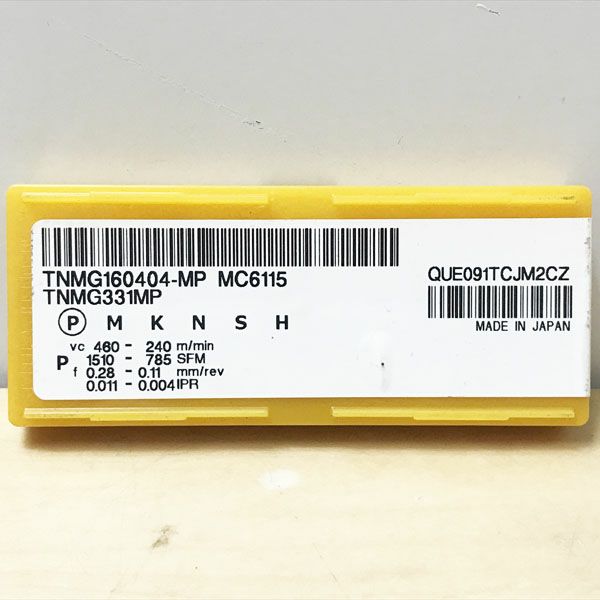 TNMG160404-MP MC6115
TNMG331MP
P M K N S H
P
vc 460 - 240 m/min
1510 - 785 SFM
f 0.28 - 0.11 mm/rev
0.011 - 0.004 IPR
QUE091TCJM2CZ
MADE IN JAPAN